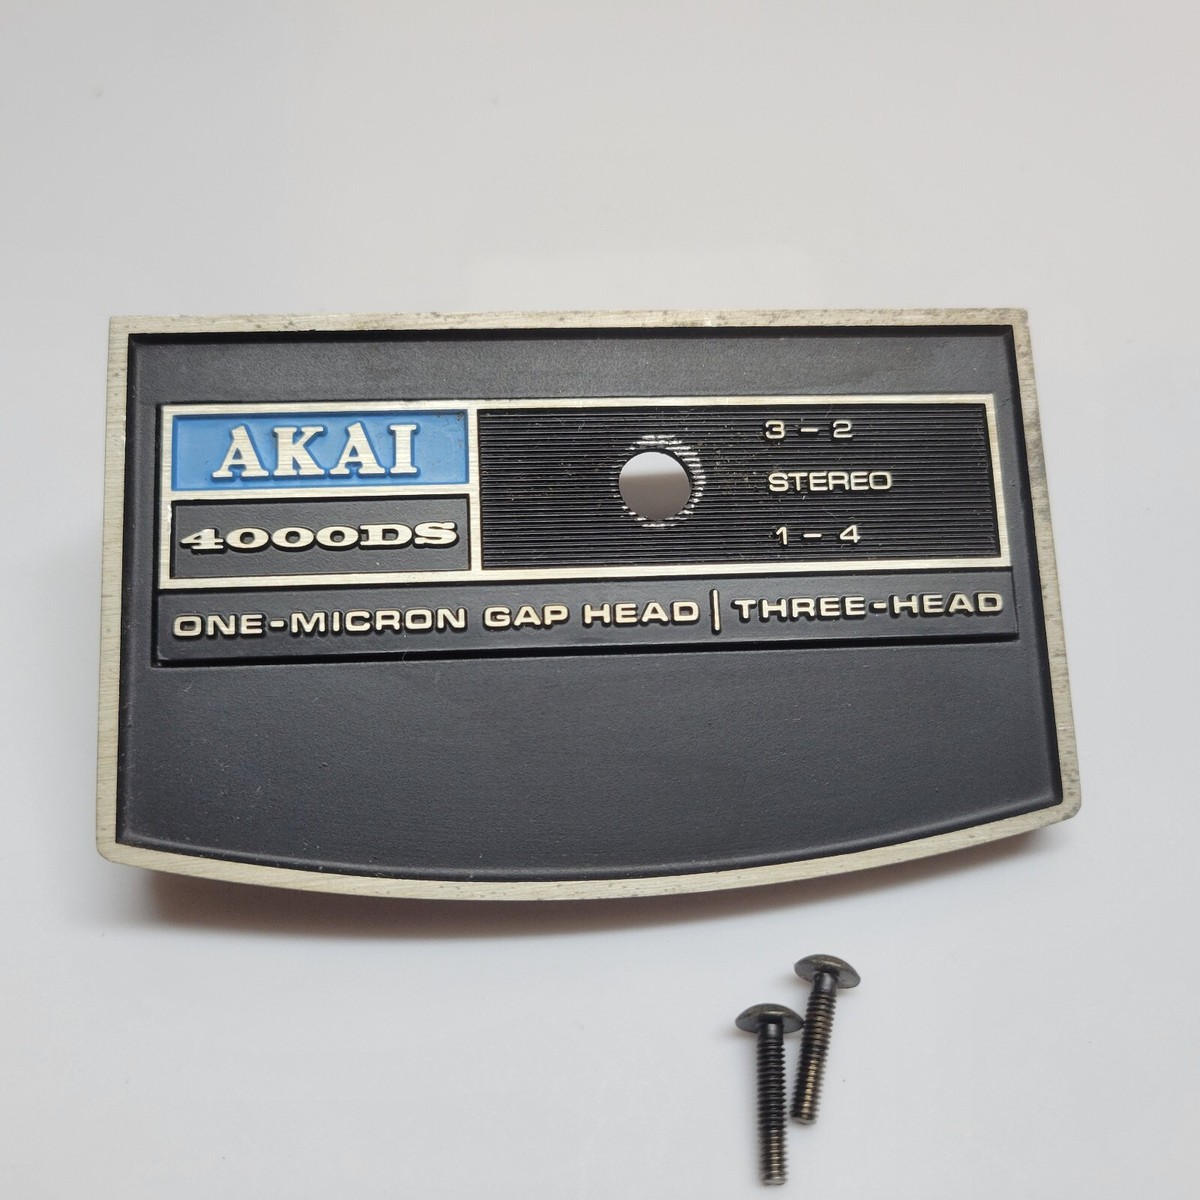 AKAI
4000DS
3 - 2
STEREO
1 - 4
ONE-MICRON GAP HEAD | THREE-HEAD